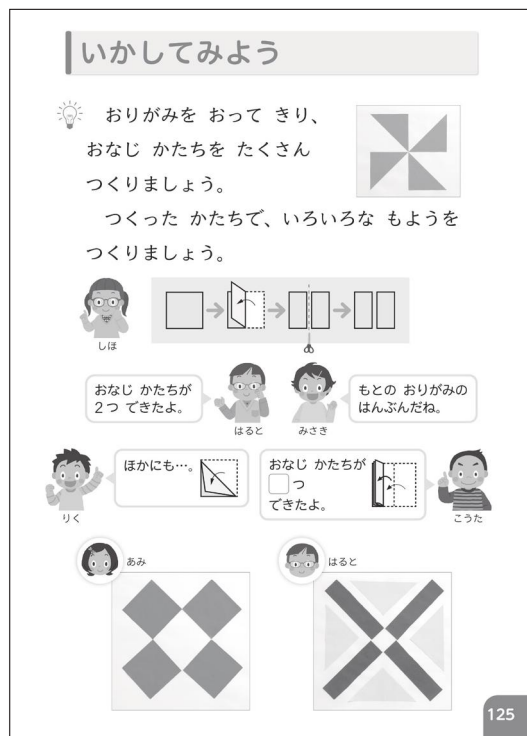 いかしてみよう
おりがみを おって きり、
おなじ かたちを たくさん
つくりましょう。
つくった かたちで、いろいろな もようを
つくりましょう。
しほ
おなじ かたちが
2つ できたよ。
はると
みさき
もとの おりがみの
はんぶんだね。
りく
ほかにも…。
おなじ かたちが
□つ
できたよ。
こうた
あみ
はると
125